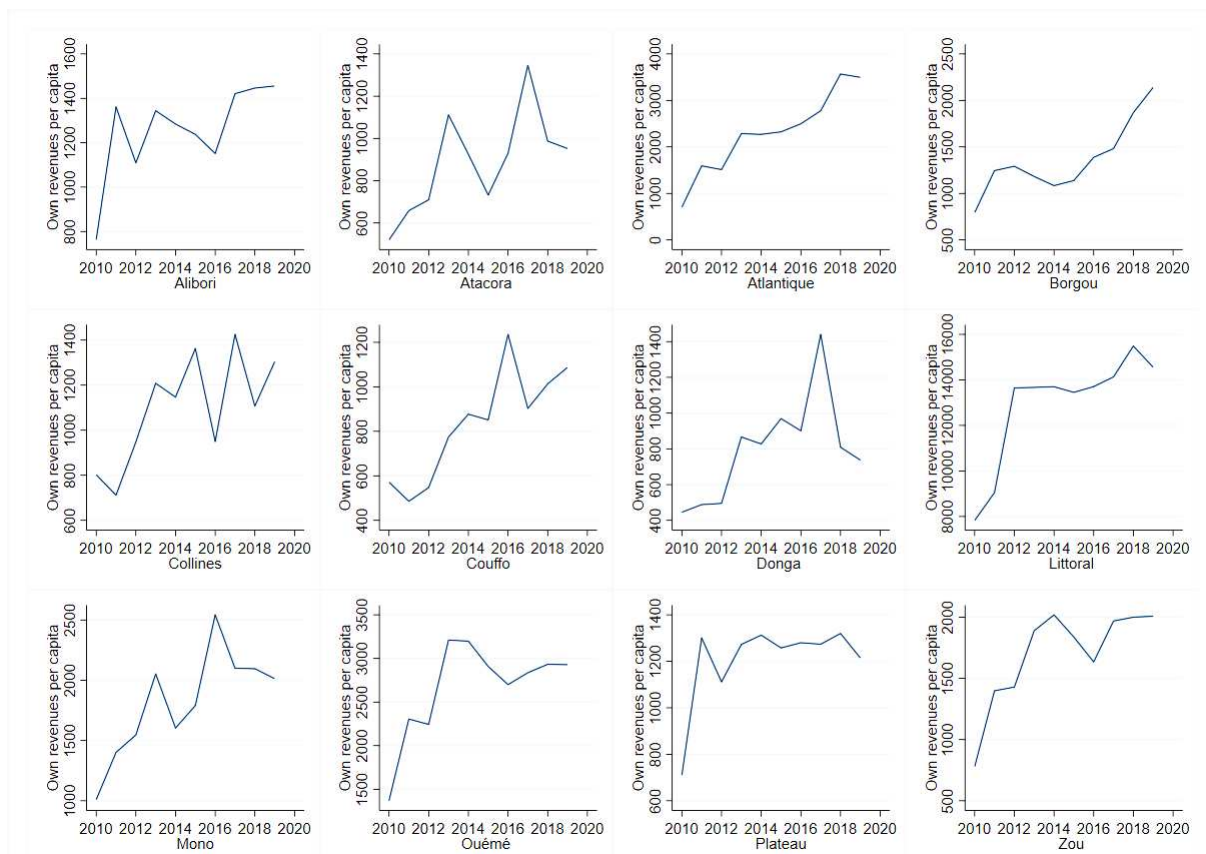 Own revenues per capita
800 1000 1200 1400 1600
2010 2012 2014 2016 2018 2020
Alibori
Own revenues per capita
600 800 1000 1200 1400
2010 2012 2014 2016 2018 2020
Atacora
Own revenues per capita
0 1000 2000 3000 4000
2010 2012 2014 2016 2018 2020
Atlantique
Own revenues per capita
500 1000 1500 2000 2500
2010 2012 2014 2016 2018 2020
Borgou
Own revenues per capita
600 800 1000 1200 1400
2010 2012 2014 2016 2018 2020
Collines
Own revenues per capita
400 600 800 1000 1200
2010 2012 2014 2016 2018 2020
Couffo
Own revenues per capita
400 600 800 1000 1200 1400
2010 2012 2014 2016 2018 2020
Donga
Own revenues per capita
8000 10000 12000 14000 16000
2010 2012 2014 2016 2018 2020
Littoral
Own revenues per capita
1000 1500 2000 2500
2010 2012 2014 2016 2018 2020
Mono
Own revenues per capita
1500 2000 2500 3000 3500
2010 2012 2014 2016 2018 2020
Ouémé
Own revenues per capita
600 800 1000 1200 1400
2010 2012 2014 2016 2018 2020
Plateau
Own revenues per capita
500 1000 1500 2000
2010 2012 2014 2016 2018 2020
Zou